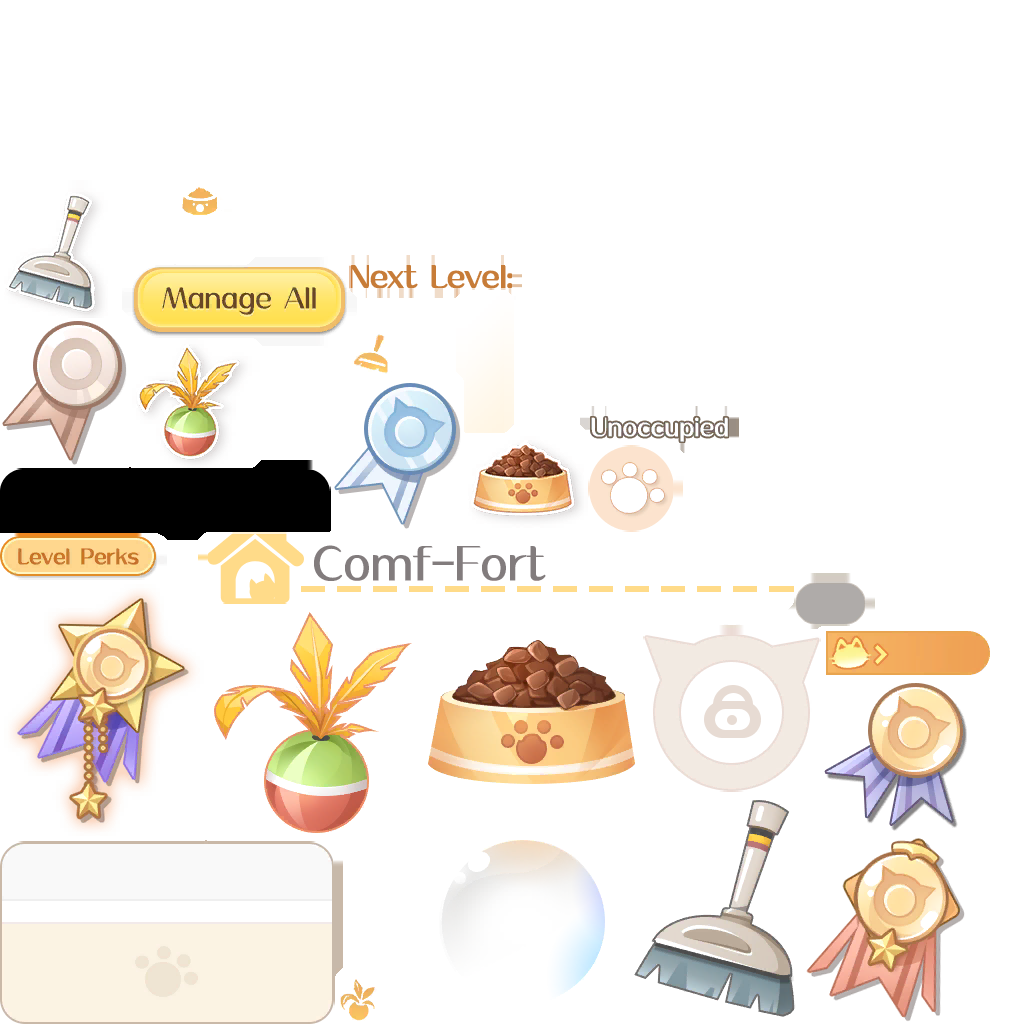 Next Level:
Manage All
Unoccupied
Level Perks
Comf-Fort